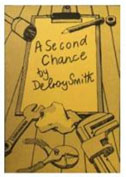 A Second
Chance
by
Delroy Smith